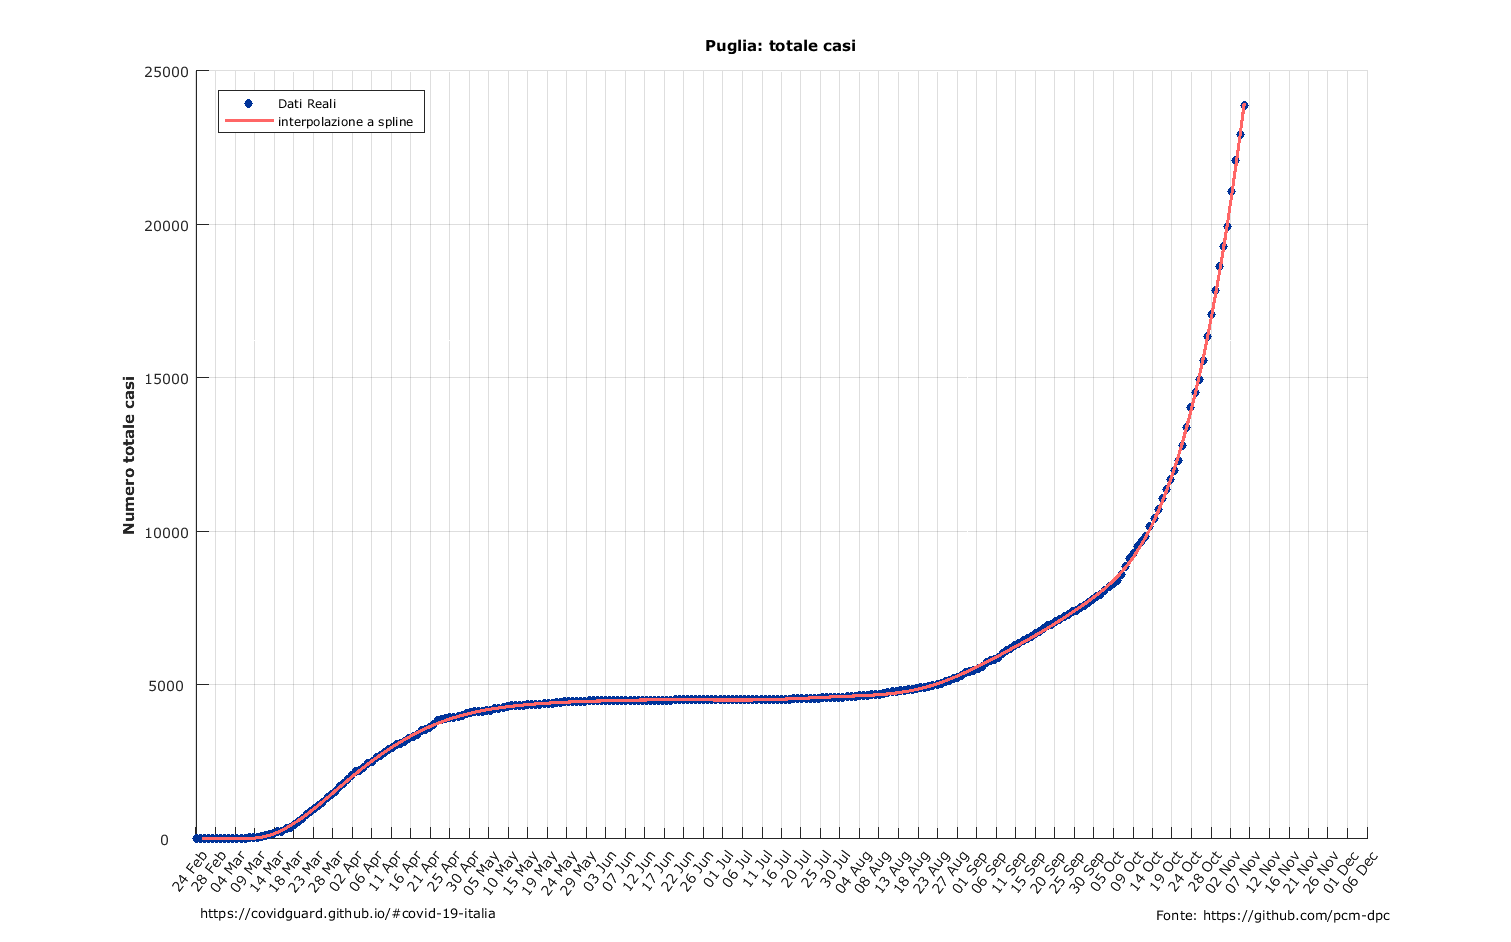 Puglia: totale casi
25000
20000
15000
10000
5000
0
Numero totale casi
Dati Reali
interpolazione a spline
24 Feb
28 Feb
04 Mar
09 Mar
14 Mar
18 Mar
23 Mar
28 Mar
02 Apr
06 Apr
11 Apr
16 Apr
21 Apr
25 Apr
30 Apr
05 May
10 May
15 May
19 May
24 May
29 May
03 Jun
07 Jun
12 Jun
17 Jun
22 Jun
26 Jun
01 Jul
06 Jul
11 Jul
16 Jul
20 Jul
25 Jul
30 Jul
04 Aug
08 Aug
13 Aug
18 Aug
23 Aug
27 Aug
01 Sep
06 Sep
11 Sep
15 Sep
20 Sep
25 Sep
30 Sep
05 Oct
09 Oct
14 Oct
19 Oct
24 Oct
28 Oct
02 Nov
07 Nov
12 Nov
16 Nov
21 Nov
26 Nov
01 Dec
06 Dec
https://covidguard.github.io/#covid-19-italia
Fonte: https://github.com/pcm-dpc